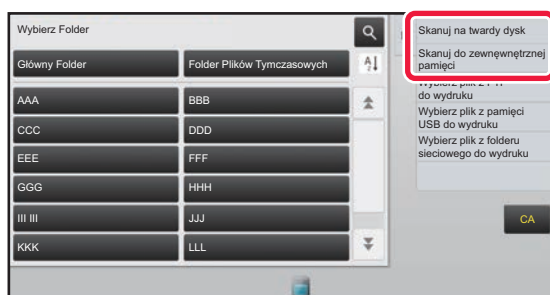 Wybierz Folder
Główny Folder
Folder Plików Tymczasowych
AAA
BBB
CCC
DDD
EEE
FFF
GGG
HHH
III III
JJJ
KKK
LLL
Skanuj na twardy dysk
Skanuj do zewnęwnętrznej
pamięci
do wydruku
Wybierz plik z pamięci
USB do wydruku
Wybierz plik z folderu
sieciowego do wydruku
CA